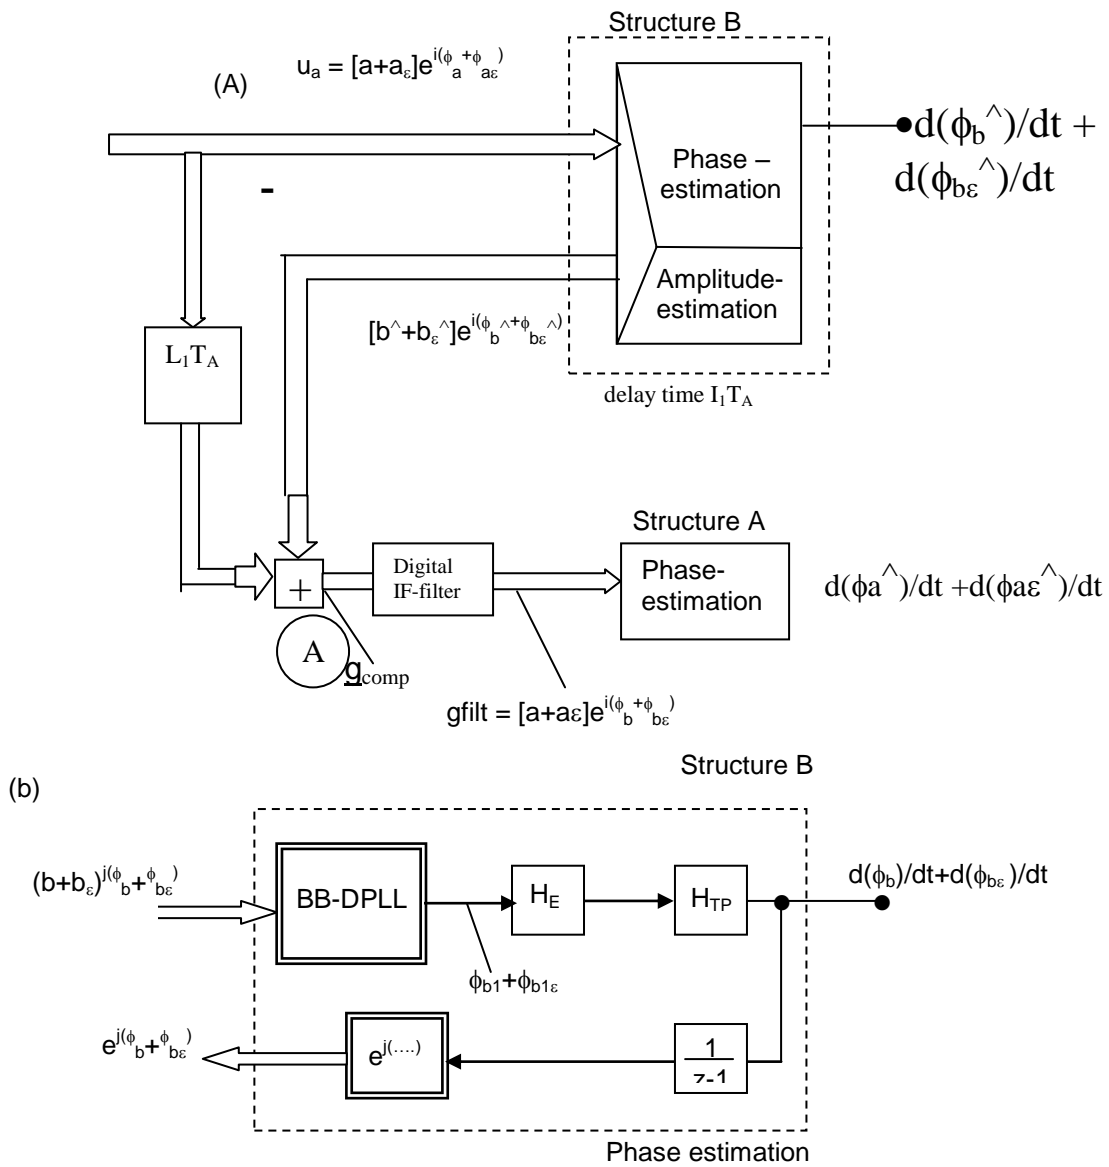 Structure B
(A)
u_a = [a+a_ε]e^i(ϕ_a+ϕ_aε)
Phase –
estimation
Amplitude-
estimation
●d(ϕ_b^)/dt +
d(ϕ_bε^)/dt
-
[b^+b_ε^]e^i(ϕ_b^+ϕ_bε^)
L₁T_A
delay time I₁T_A
Structure A
Digital
IF-filter
Phase-
estimation
d(ϕa^)/dt +d(ϕaε^)/dt
+
A
g_comp
gfilt = [a+aε]e^i(ϕ_b+ϕ_bε)
Structure B
(b)
(b+b_ε)^j(ϕ_b+ϕ_bε)
BB-DPLL
H_E
H_TP
d(ϕ_b)/dt+d(ϕ_bε)/dt
ϕ_b1+ϕ_b1ε
e^j(ϕ_b+ϕ_bε)
e^j(....)
1
z-1
Phase estimation